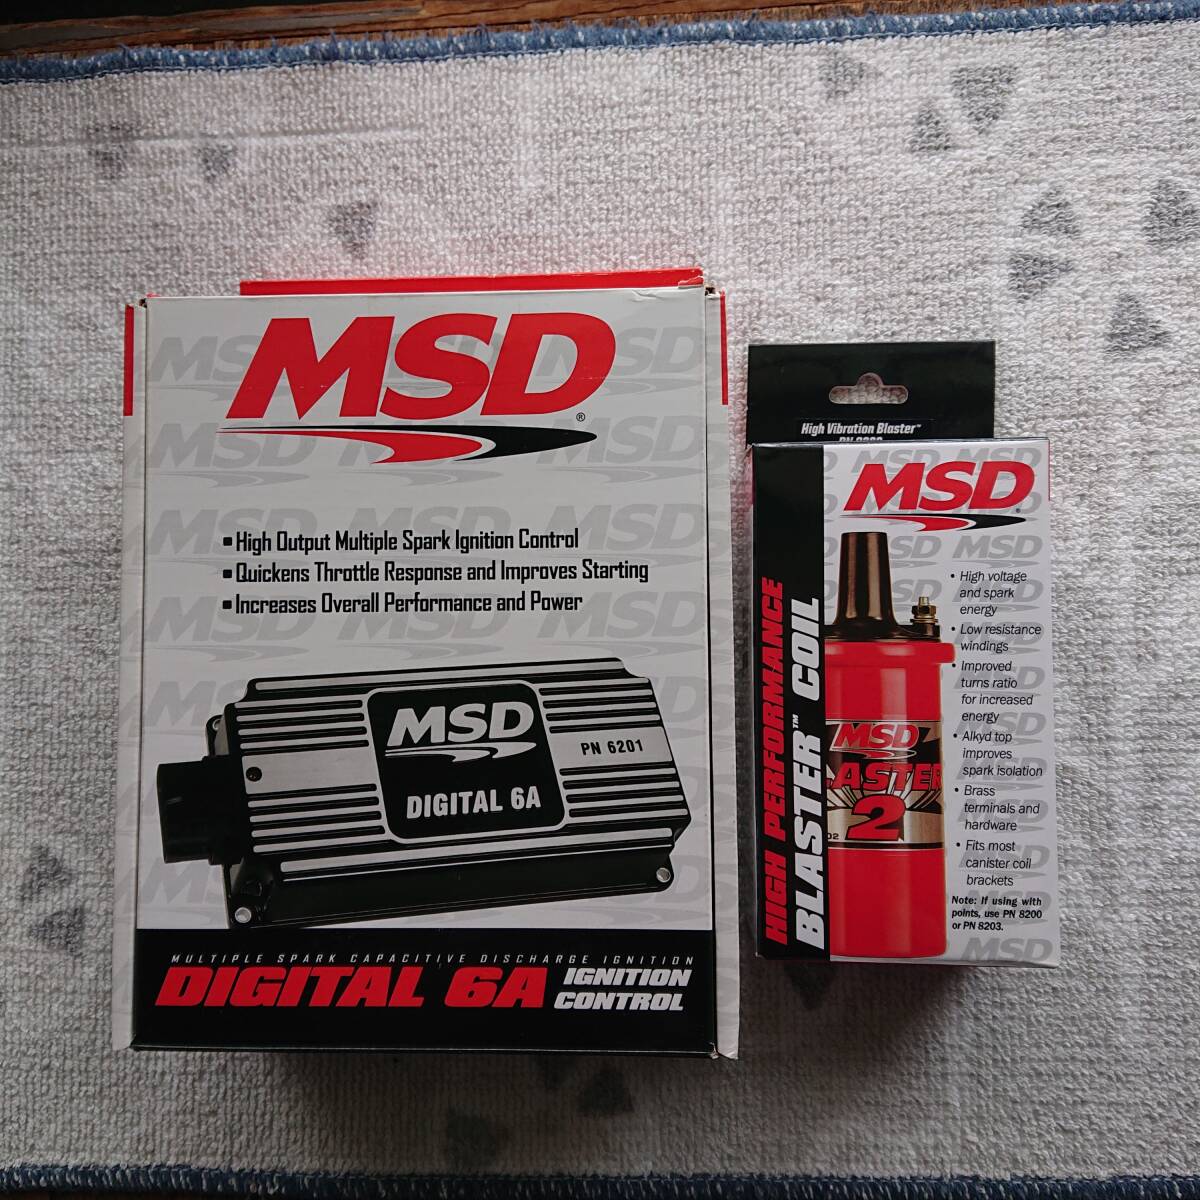 MSD
®
▪ High Output Multiple Spark Ignition Control
▪ Quickens Throttle Response and Improves Starting
▪ Increases Overall Performance and Power
MSD
PN 6201
DIGITAL 6A
MULTIPLE SPARK CAPACITIVE DISCHARGE IGNITION
DIGITAL 6A IGNITION
CONTROL
High Vibration Blaster™
MSD
HIGH PERFORMANCE
BLASTER™ COIL
• High voltage
and spark
energy
• Low resistance
windings
• Improved
turns ratio
for increased
energy
• Alkyd top
improves
spark isolation
• Brass
terminals and
hardware
• Fits most
canister coil
brackets
Note: If using with
points, use PN 8200
or PN 8203.
MSD
LASTER
2